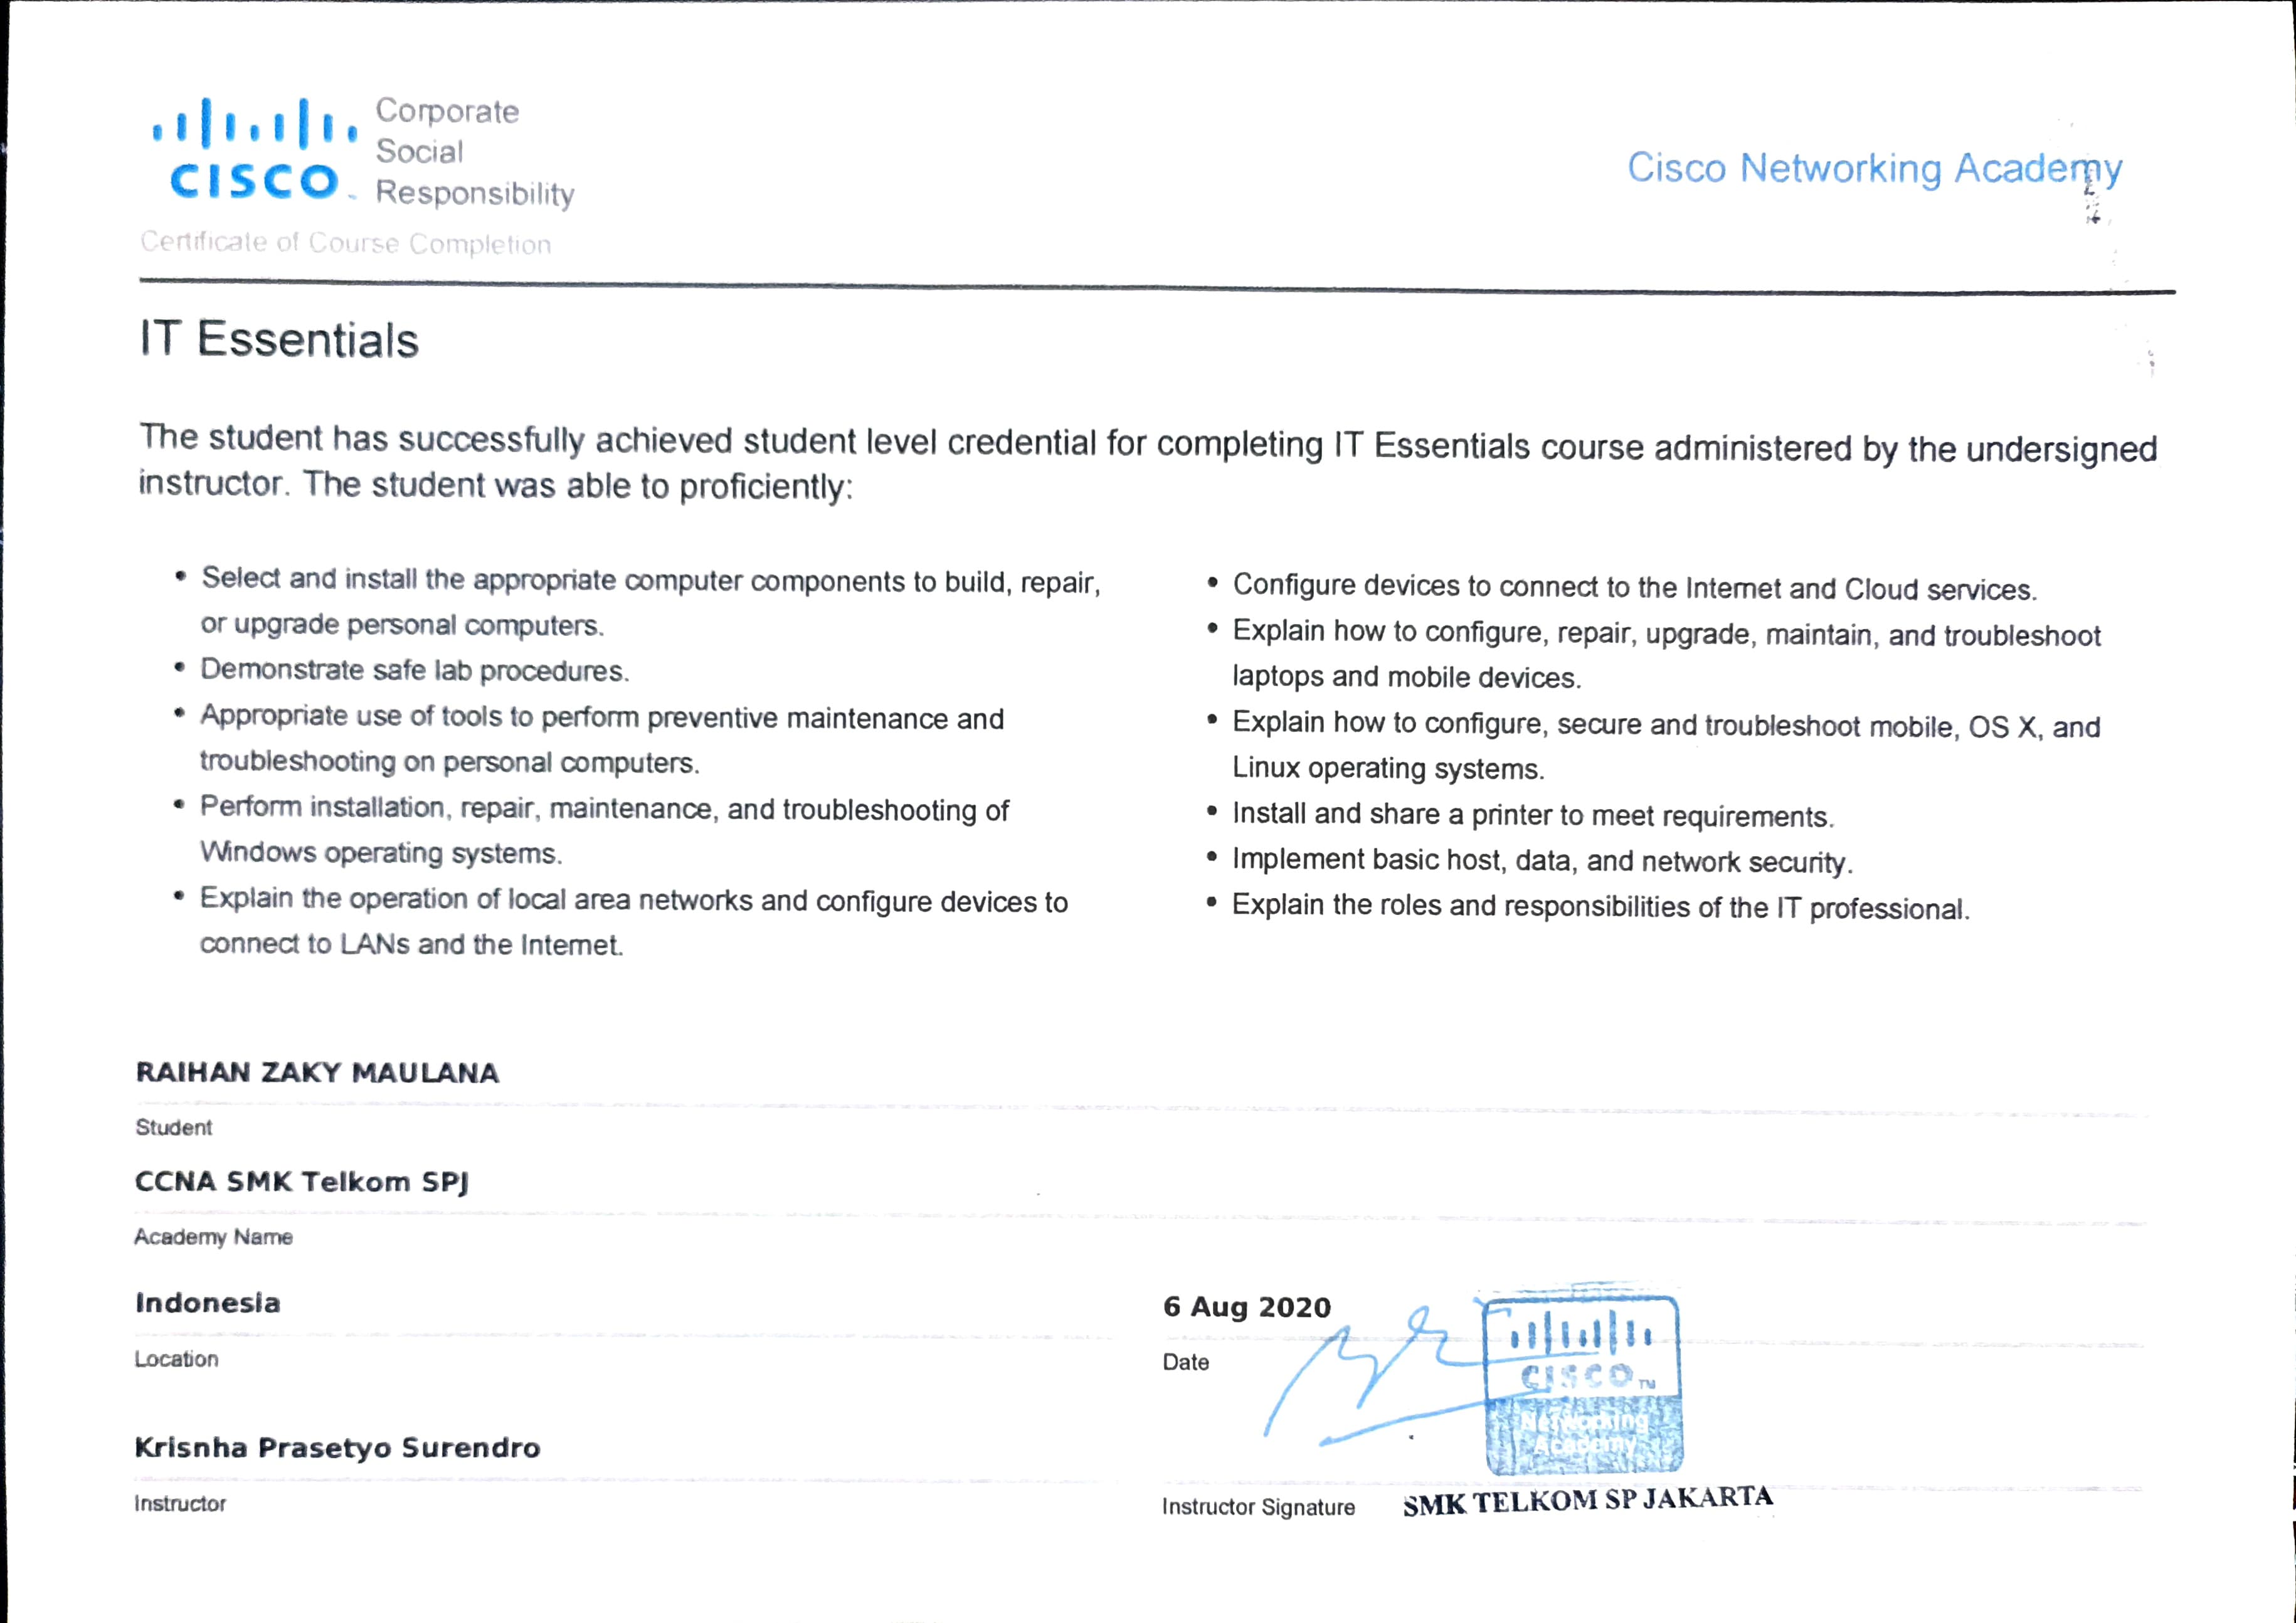 Corporate
Social
Responsibility
CISCO
Cisco Networking Academy
Certificate of Course Completion
IT Essentials
The student has successfully achieved student level credential for completing IT Essentials course administered by the undersigned
instructor. The student was able to proficiently:
• Select and install the appropriate computer components to build, repair,
or upgrade personal computers.
• Demonstrate safe lab procedures.
• Appropriate use of tools to perform preventive maintenance and
troubleshooting on personal computers.
• Perform installation, repair, maintenance, and troubleshooting of
Windows operating systems.
• Explain the operation of local area networks and configure devices to
connect to LANs and the Internet.
• Configure devices to connect to the Internet and Cloud services.
• Explain how to configure, repair, upgrade, maintain, and troubleshoot
laptops and mobile devices.
• Explain how to configure, secure and troubleshoot mobile, OS X, and
Linux operating systems.
• Install and share a printer to meet requirements.
• Implement basic host, data, and network security.
• Explain the roles and responsibilities of the IT professional.
RAIHAN ZAKY MAULANA
Student
CCNA SMK Telkom SPJ
Academy Name
Indonesia
Location
6 Aug 2020
Date
CISCO TM
Networking
Academy
Krisnha Prasetyo Surendro
Instructor
Instructor Signature
SMK TELKOM SP JAKARTA